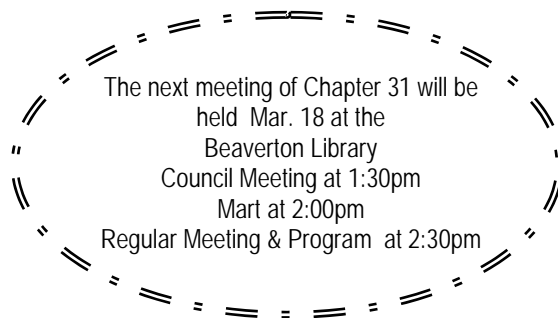 The next meeting of Chapter 31 will be
held  Mar. 18 at the
Beaverton Library
Council Meeting at 1:30pm
Mart at 2:00pm
Regular Meeting & Program  at 2:30pm